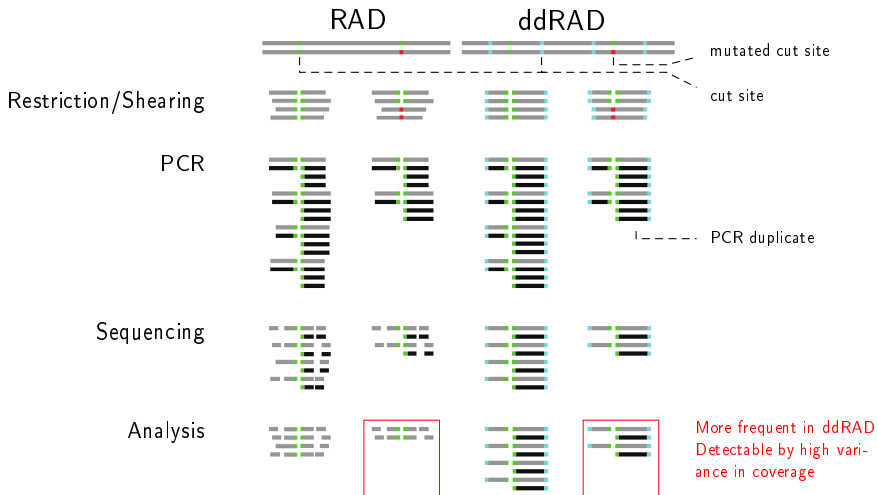 RAD
ddRAD
mutated cut site
cut site
Restriction/Shearing
PCR
PCR duplicate
Sequencing
Analysis
More frequent in ddRAD
Detectable by high vari-
ance in coverage